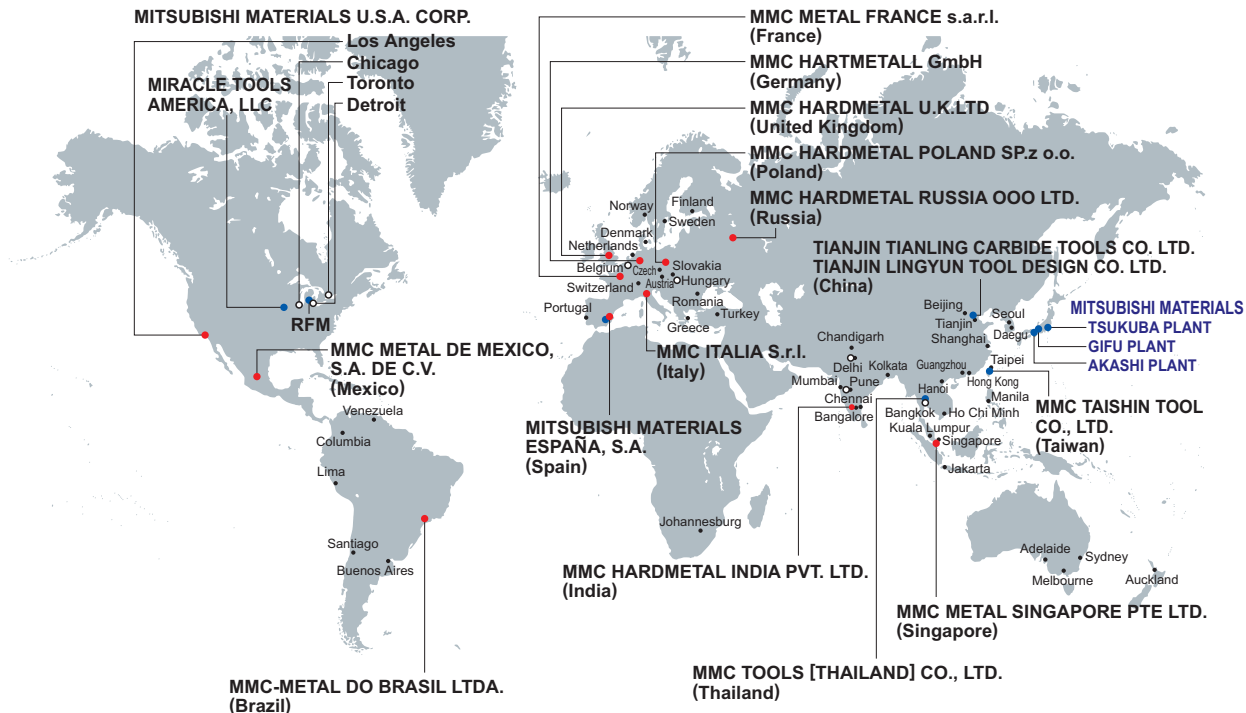 MITSUBISHI MATERIALS U.S.A. CORP.
Los Angeles
Chicago
Toronto
Detroit
MIRACLE TOOLS
AMERICA, LLC
RFM
MMC METAL DE MEXICO,
S.A. DE C.V.
(Mexico)
Venezuela
Columbia
Lima
Santiago
Buenos Aires
MMC-METAL DO BRASIL LTDA.
(Brazil)
MMC METAL FRANCE s.a.r.l.
(France)
MMC HARTMETALL GmbH
(Germany)
MMC HARDMETAL U.K.LTD
(United Kingdom)
MMC HARDMETAL POLAND SP.z o.o.
(Poland)
MMC HARDMETAL RUSSIA OOO LTD.
(Russia)
Norway
Finland
Sweden
Denmark
Netherlands
Belgium
Czech
Slovakia
Austria
Hungary
Switzerland
Romania
Portugal
Turkey
Greece
MMC ITALIA S.r.l.
(Italy)
MITSUBISHI MATERIALS
ESPAÑA, S.A.
(Spain)
Johannesburg
TIANJIN TIANLING CARBIDE TOOLS CO. LTD.
TIANJIN LINGYUN TOOL DESIGN CO. LTD.
(China)
Beijing
Tianjin
Seoul
Daegu
Shanghai
MITSUBISHI MATERIALS
TSUKUBA PLANT
GIFU PLANT
AKASHI PLANT
Chandigarh
Delhi
Kolkata
Guangzhou
Taipei
Mumbai
Pune
Hanoi
Hong Kong
Chennai
Manila
Bangalore
Bangkok
Ho Chi Minh
Kuala Lumpur
Singapore
Jakarta
MMC TAISHIN TOOL
CO., LTD.
(Taiwan)
MMC HARDMETAL INDIA PVT. LTD.
(India)
Adelaide
Sydney
Melbourne
Auckland
MMC METAL SINGAPORE PTE LTD.
(Singapore)
MMC TOOLS [THAILAND] CO., LTD.
(Thailand)